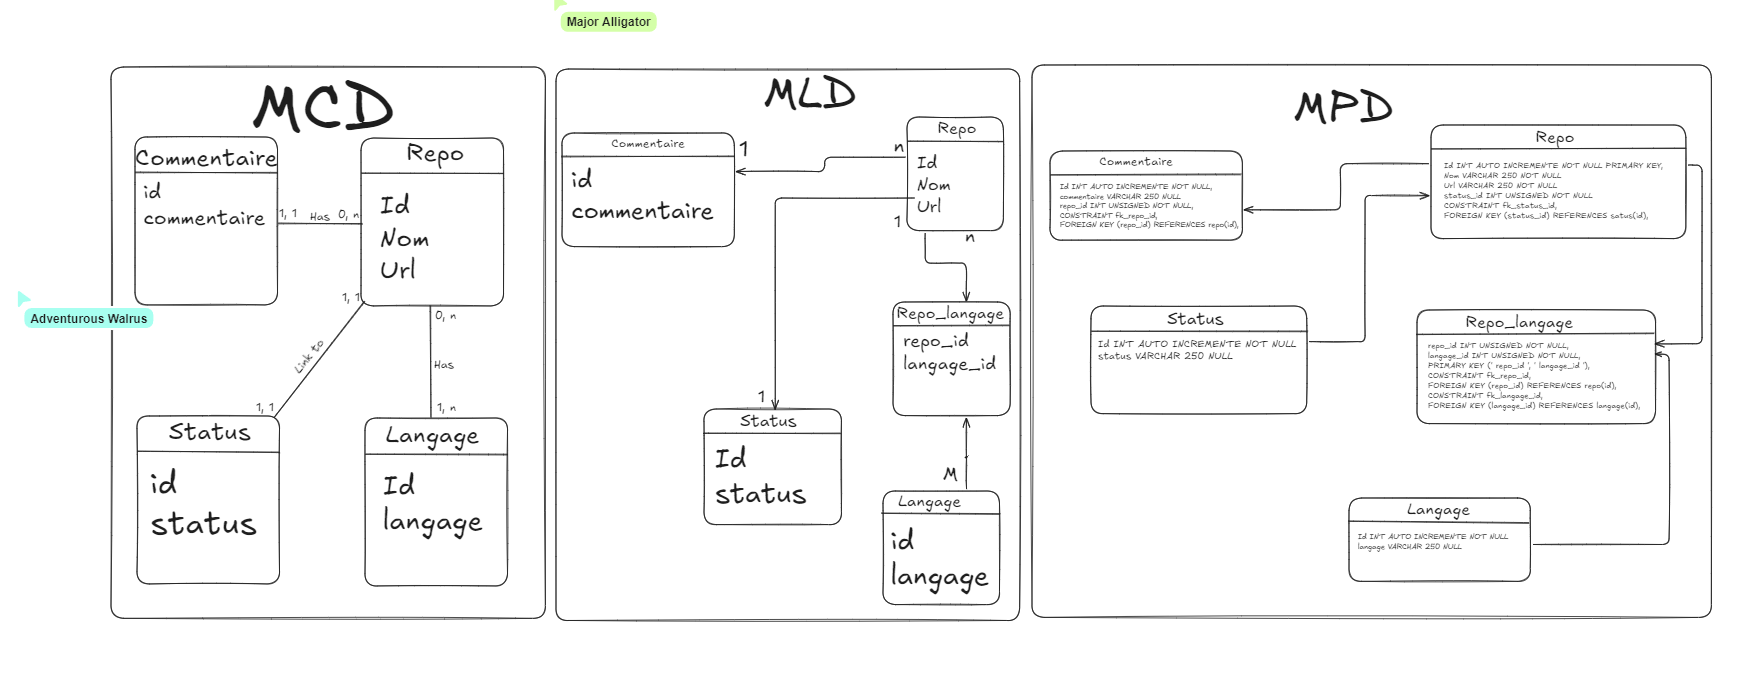 Major Alligator
Adventurous Walrus
MCD
Commentaire
id
commentaire
1, 1
Has
0, n
Repo
Id
Nom
Url
1, 1
Link to
1, 1
0, n
Has
1, n
Status
id
status
Langage
Id
langage
MLD
Commentaire
id
commentaire
1
n
Repo
Id
Nom
Url
1
n
Repo_langage
repo_id
langage_id
1
Status
Id
status
M
Langage
id
langage
MPD
Commentaire
Id INT AUTO INCREMENTE NOT NULL,
commentaire VARCHAR 250 NULL
repo_id INT UNSIGNED NOT NULL,
CONSTRAINT fk_repo_id,
FOREIGN KEY (repo_id) REFERENCES repo(id),
Repo
Id INT AUTO INCREMENTE NOT NULL PRIMARY KEY,
Nom VARCHAR 250 NOT NULL
Url VARCHAR 250 NOT NULL
status_id INT UNSIGNED NOT NULL
CONSTRAINT fk_status_id,
FOREIGN KEY (status_id) REFERENCES satus(id),
Status
Id INT AUTO INCREMENTE NOT NULL
status VARCHAR 250 NULL
Repo_langage
repo_id INT UNSIGNED NOT NULL,
langage_id INT UNSIGNED NOT NULL,
PRIMARY KEY (' repo_id ', ' langage_id '),
CONSTRAINT fk_repo_id,
FOREIGN KEY (repo_id) REFERENCES repo(id),
CONSTRAINT fk_langage_id,
FOREIGN KEY (langage_id) REFERENCES langage(id),
Langage
Id INT AUTO INCREMENTE NOT NULL
langage VARCHAR 250 NULL